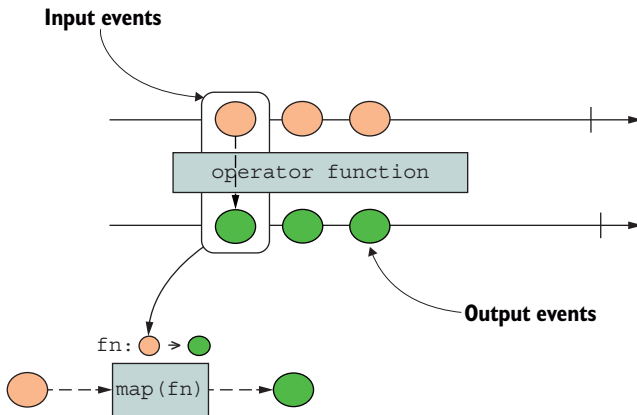 Input events
operator function
Output events
fn: >
map(fn)